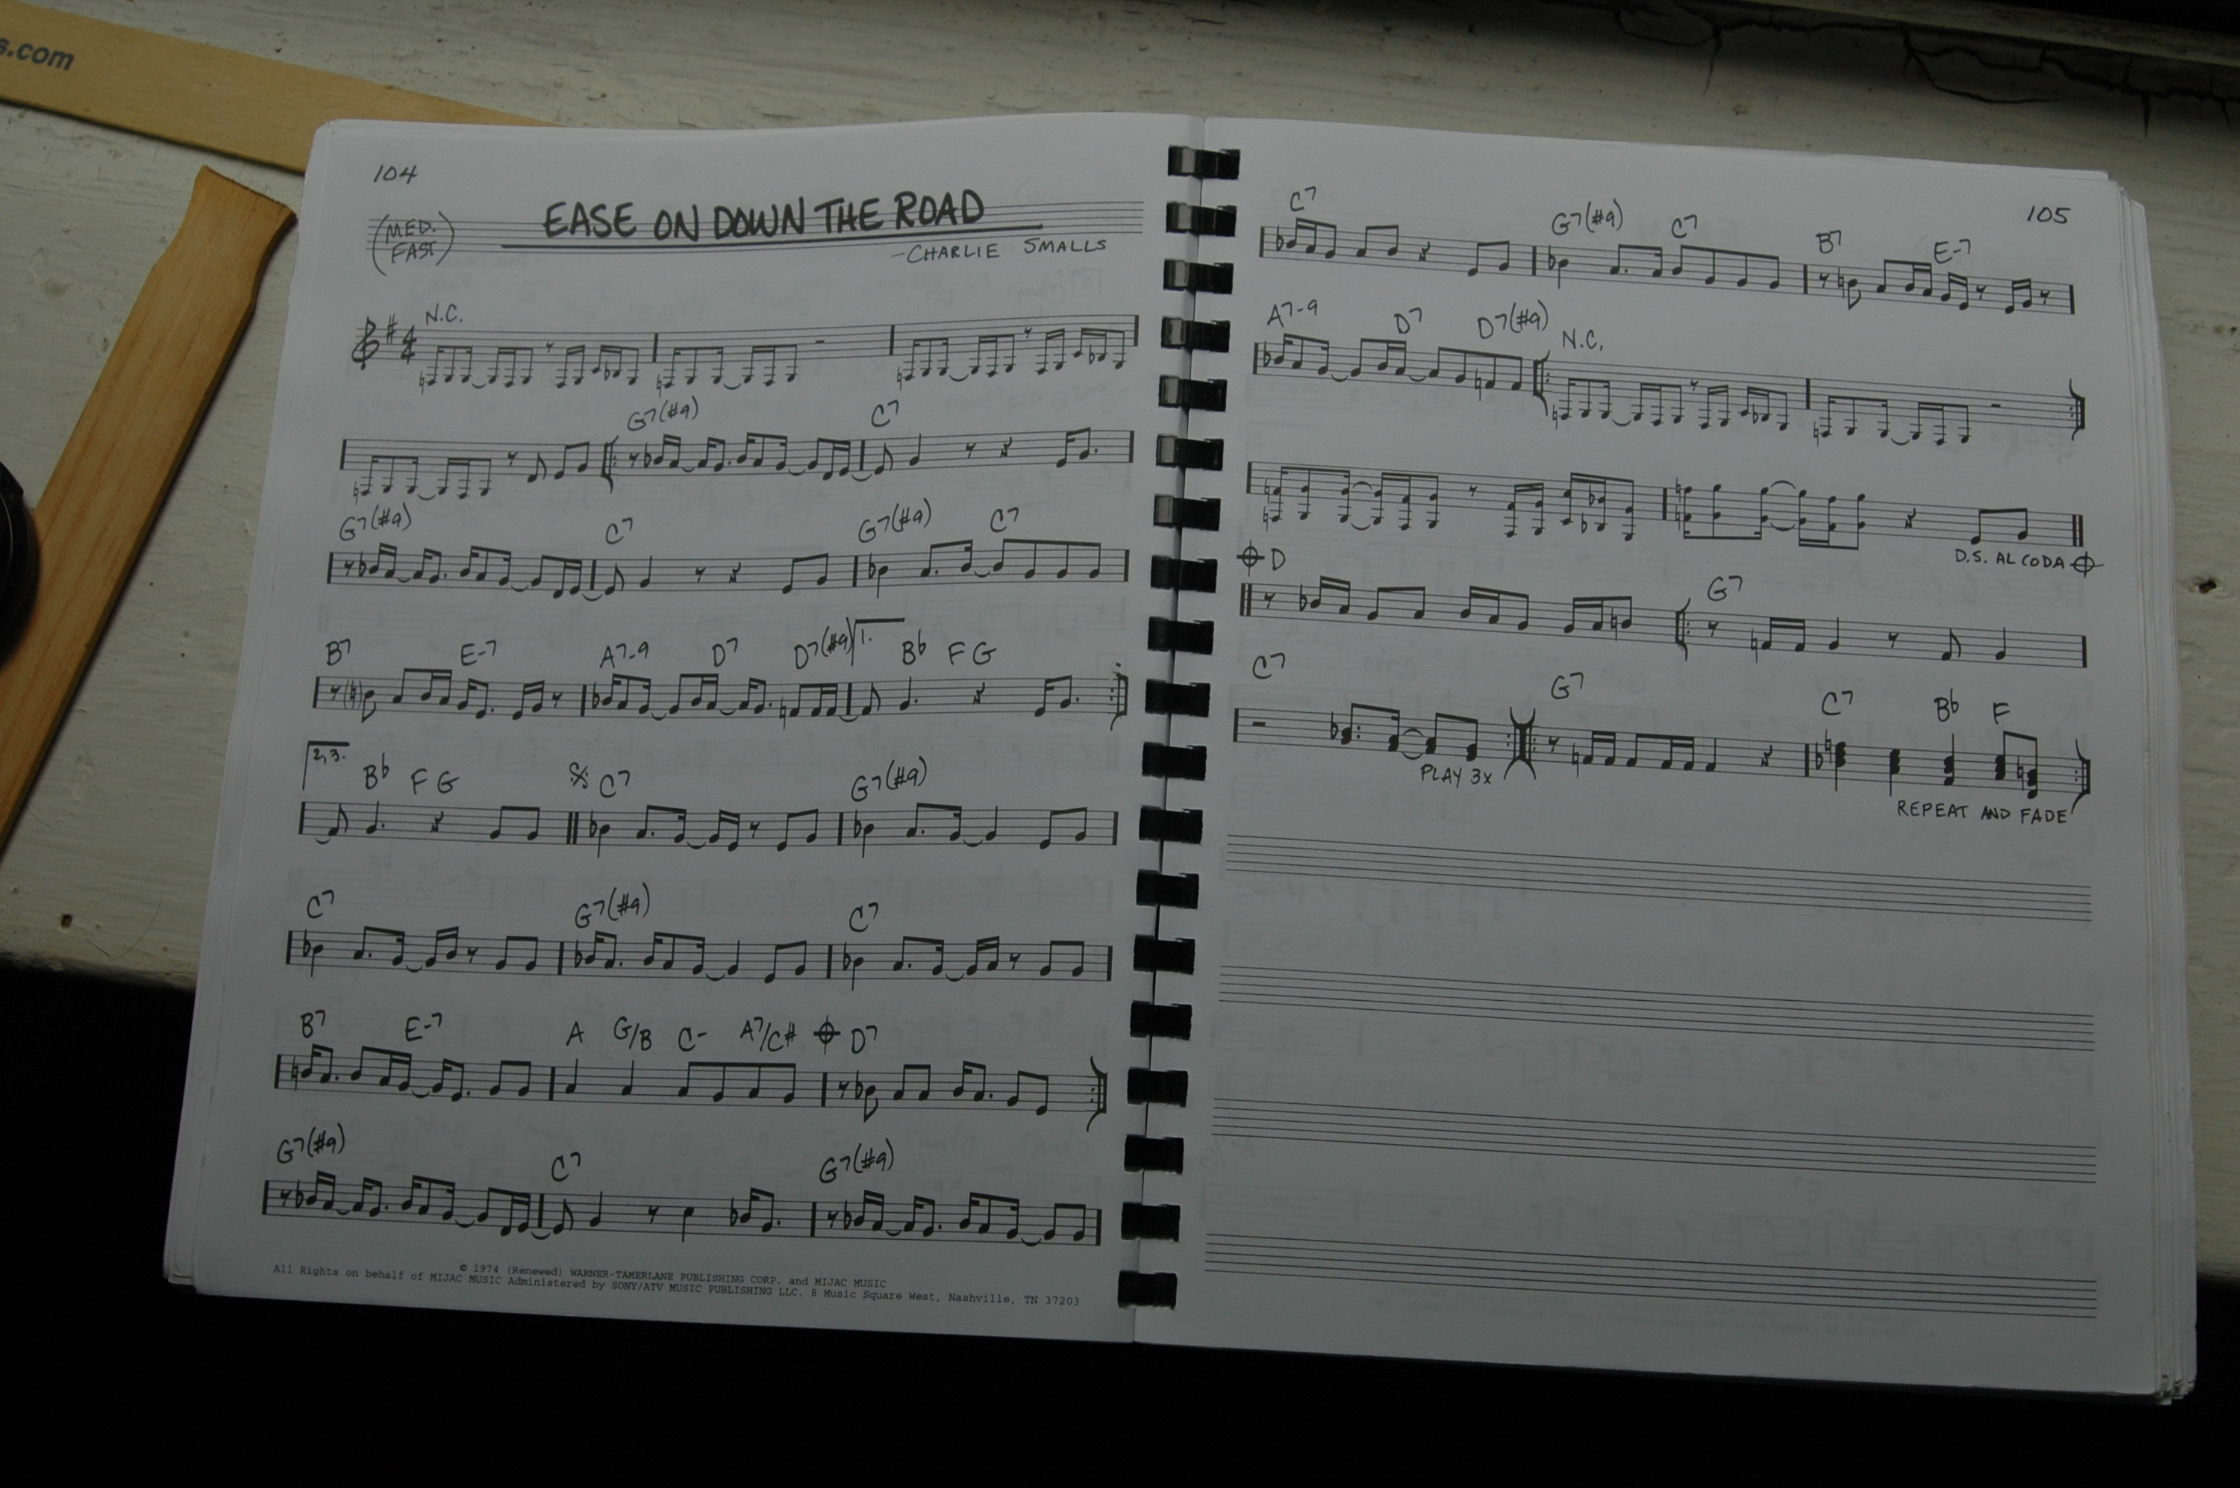 104
EASE ON DOWN THE ROAD
(MED. FAST)
-CHARLIE SMALLS
N.C.
G7(#9) C7
G7(#9) C7 G7(#9) C7
B7 E-7 A7-9 D7 D7(#9) 1. Bb F G
2,3. Bb F G C7 G7(#9)
C7 G7(#9) C7
B7 E-7 A G/B C- A7/C# D7
G7(#9) C7 G7(#9)
© 1974 (Renewed) WARNER-TAMERLANE PUBLISHING CORP. and MIJAC MUSIC
All Rights on behalf of MIJAC MUSIC Administered by SONY/ATV MUSIC PUBLISHING LLC, 8 Music Square West, Nashville, TN 37203
105
C7 G7(#9) C7 B7 E-7
A7-9 D7 D7(#9) N.C.
D.S. AL CODA
D G7
C7 G7 C7 Bb F
PLAY 3X
REPEAT AND FADE
s.com